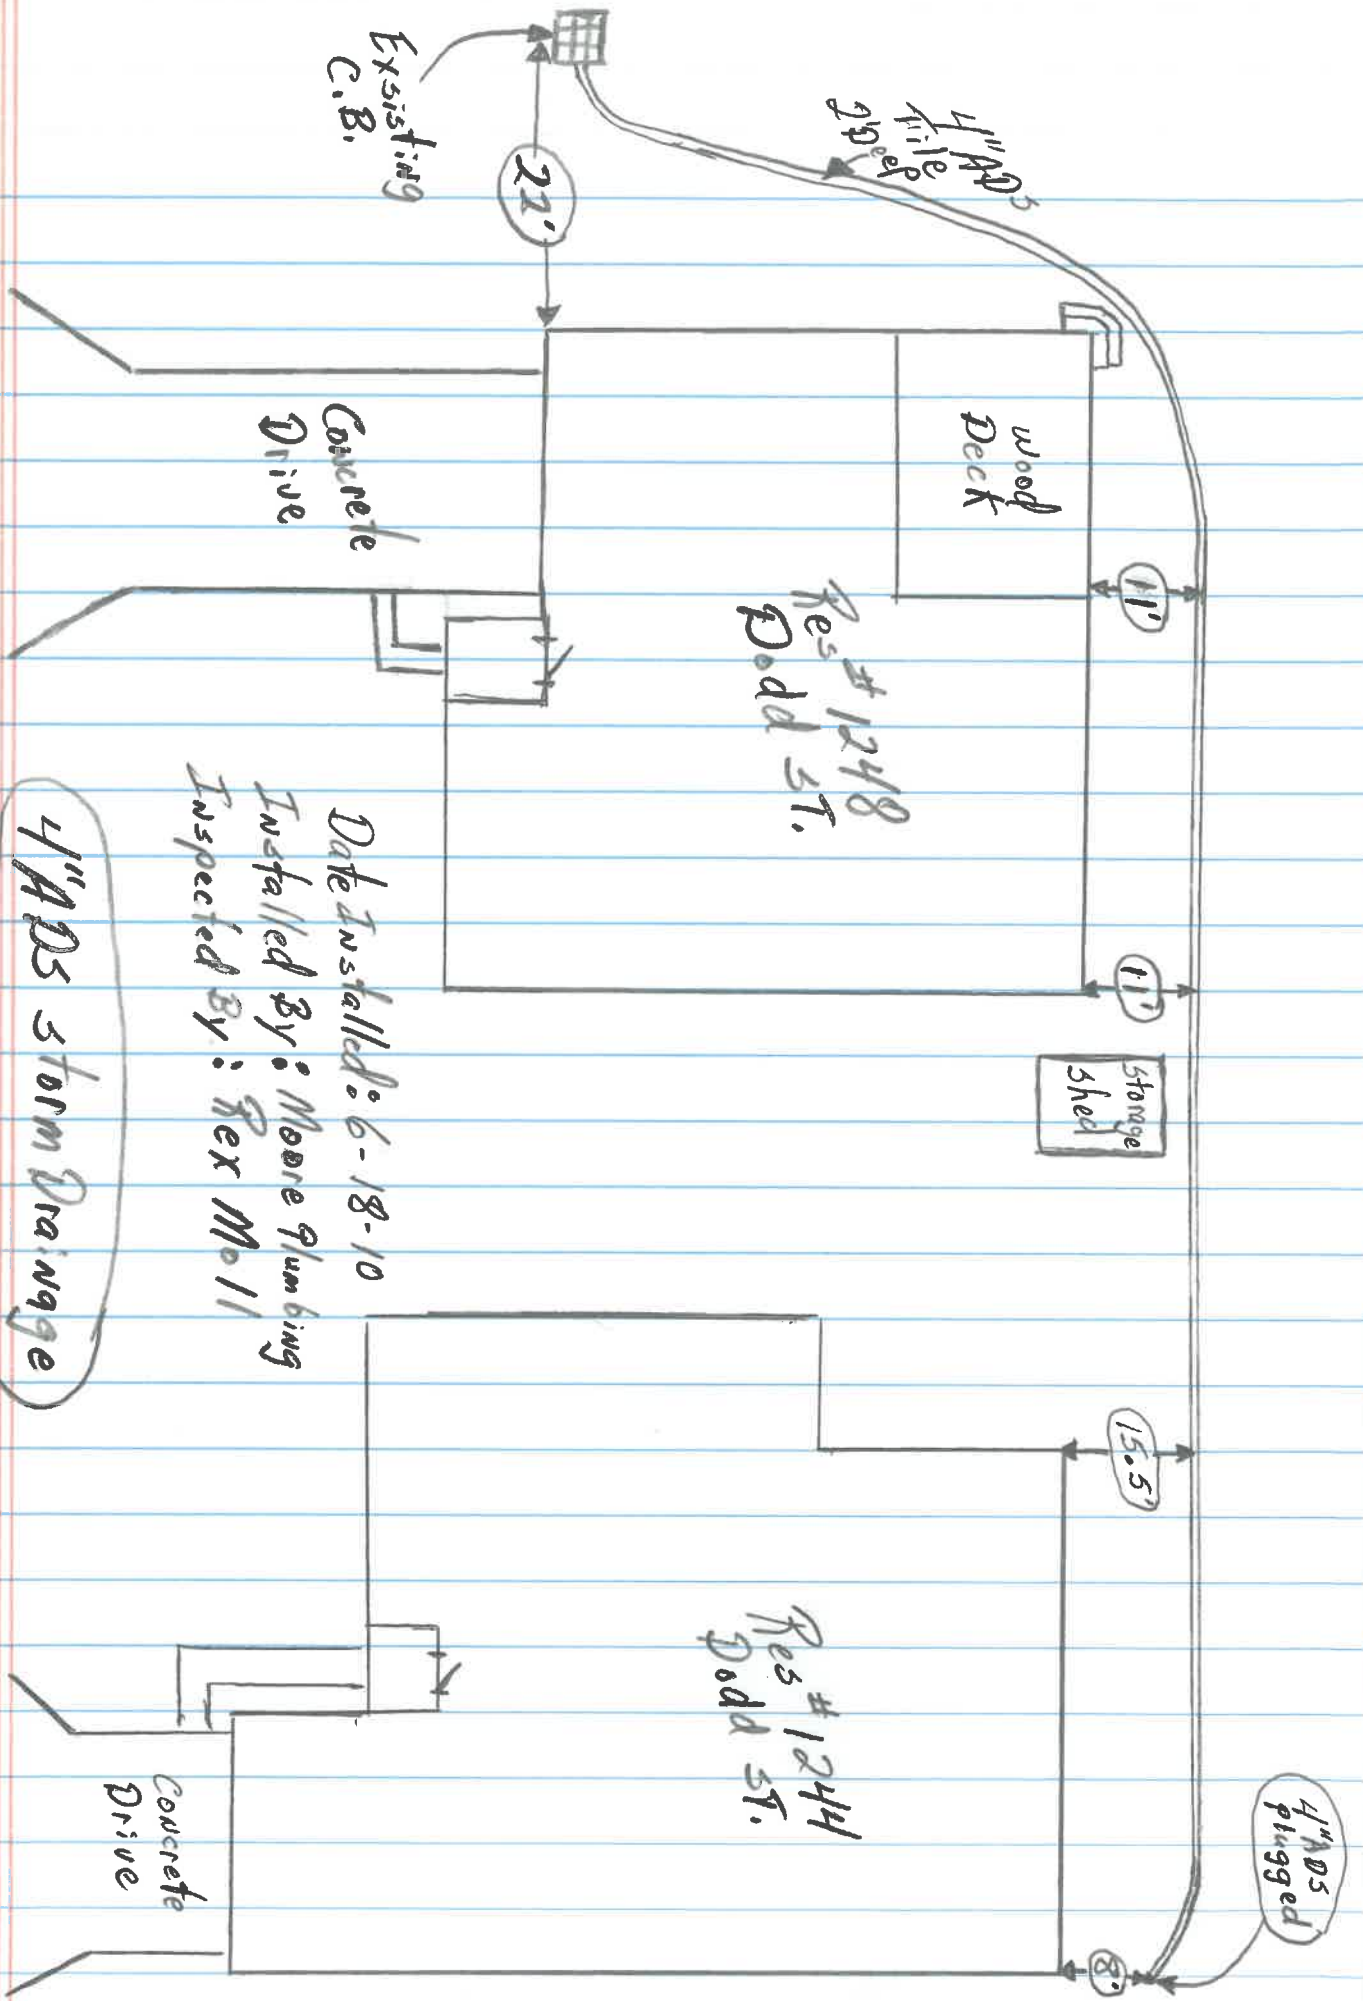 4"ADS
tile
2'Deep
Exsisting
C.B.
22'
Wood
Deck
11'
11'
Storage
Shed
15.5'
4"ADS
plugged
8'
Res # 1248
Dodd ST.
Res # 1244
Dodd ST.
Concrete
Drive
Date Installed: 6-18-10
Installed By: Moore Plumbing
Inspected By: Rex Moll
Concrete
Drive
4"ADS Storm Drainage